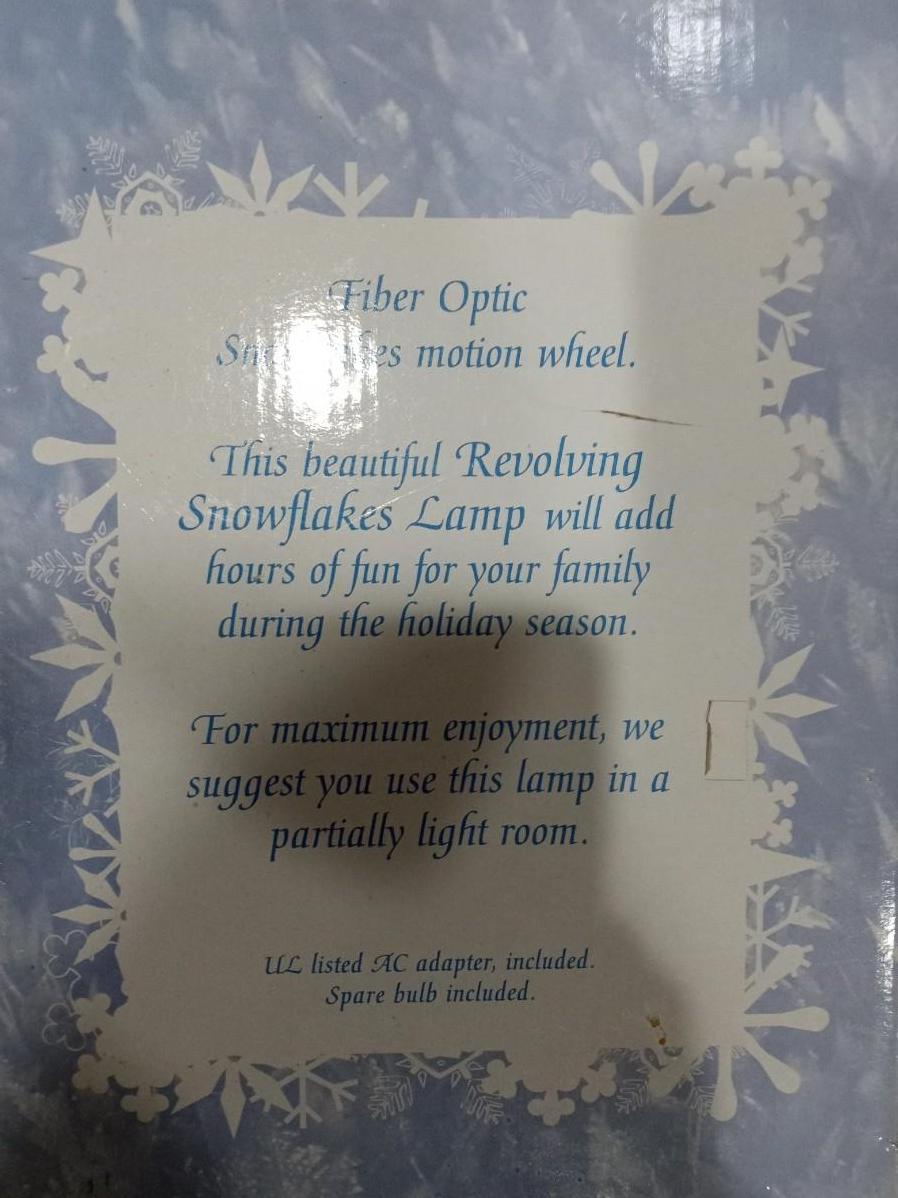 Fiber Optic
Snowflakes motion wheel.
This beautiful Revolving
Snowflakes Lamp will add
hours of fun for your family
during the holiday season.
For maximum enjoyment, we
suggest you use this lamp in a
partially light room.
UL listed AC adapter, included.
Spare bulb included.